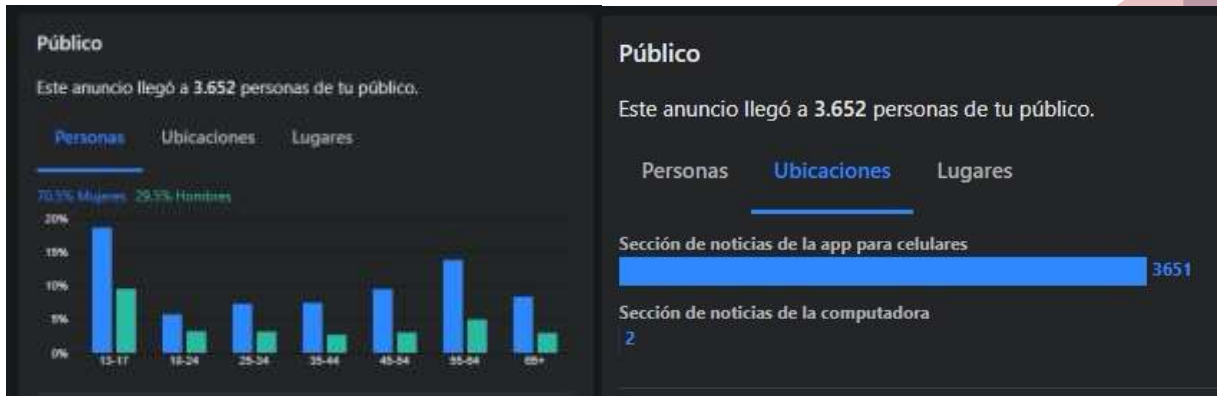 Público
Este anuncio llegó a 3.652 personas de tu público.
Personas Ubicaciones Lugares
70.5% Mujeres 29.5% Hombres
20%
15%
10%
5%
0%
13-17 18-24 25-34 35-44 45-54 55-64 65+
Público
Este anuncio llegó a 3.652 personas de tu público.
Personas Ubicaciones Lugares
Sección de noticias de la app para celulares
3651
Sección de noticias de la computadora
2